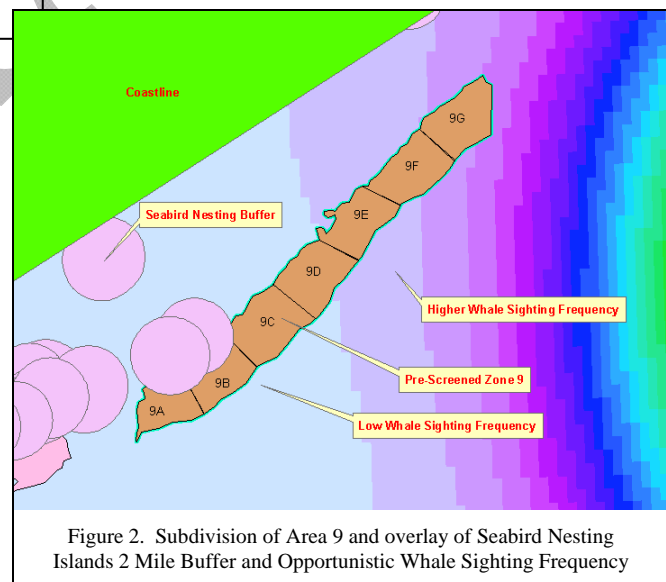 Coastline
9G
9F
Seabird Nesting Buffer
9E
9D
Higher Whale Sighting Frequency
9C
Pre-Screened Zone 9
9B
Low Whale Sighting Frequency
9A
Figure 2. Subdivision of Area 9 and overlay of Seabird Nesting
Islands 2 Mile Buffer and Opportunistic Whale Sighting Frequency